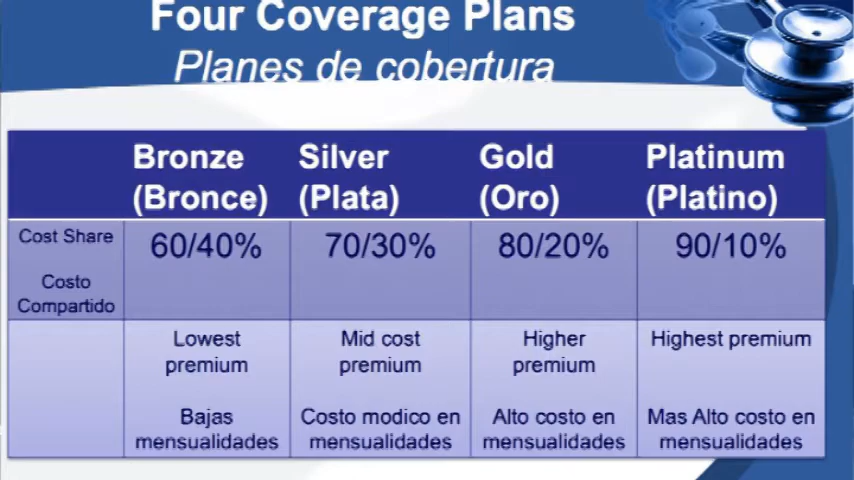 Four Coverage Plans
Planes de cobertura
Bronze Silver Gold Platinum
(Bronce) (Plata) (Oro) (Platino)
Cost Share 60/40% 70/30% 80/20% 90/10%
Costo
Compartido
Lowest Mid cost Higher Highest premium
premium premium premium
Bajas Costo modico en Alto costo en Mas Alto costo en
mensualidades mensualidades mensualidades mensualidades